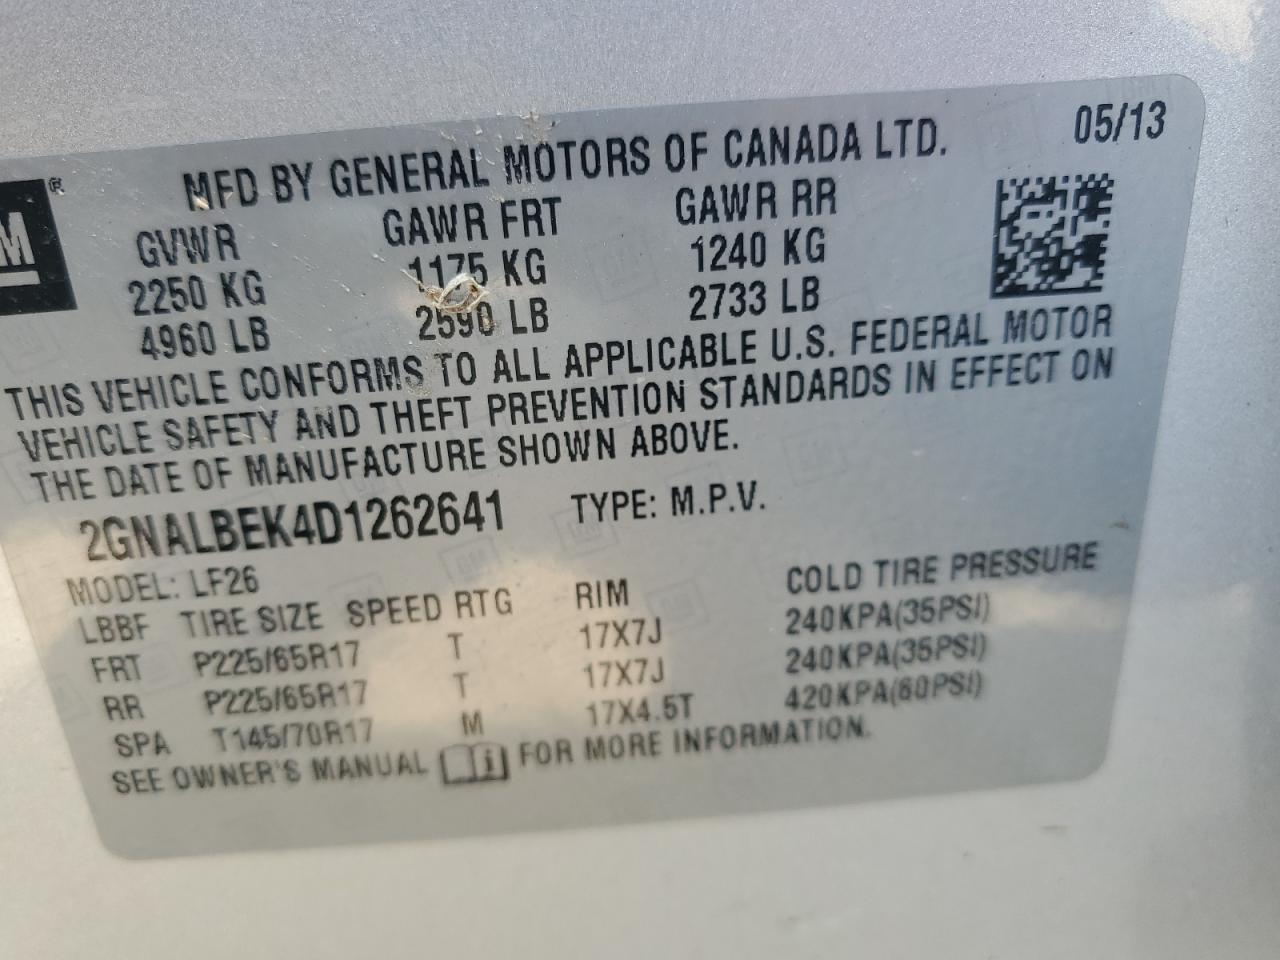 05/13
MFD BY GENERAL MOTORS OF CANADA LTD.
M ®
GVWR GAWR FRT GAWR RR
2250 KG 1175 KG 1240 KG
4960 LB 2590 LB 2733 LB
THIS VEHICLE CONFORMS TO ALL APPLICABLE U.S. FEDERAL MOTOR
VEHICLE SAFETY AND THEFT PREVENTION STANDARDS IN EFFECT ON
THE DATE OF MANUFACTURE SHOWN ABOVE.
2GNALBEK4D1262641 TYPE: M.P.V.
MODEL: LF26
LBBF TIRE SIZE SPEED RTG RIM COLD TIRE PRESSURE
FRT P225/65R17 T 17X7J 240KPA(35PSI)
RR P225/65R17 T 17X7J 240KPA(35PSI)
SPA T145/70R17 M 17X4.5T 420KPA(60PSI)
SEE OWNER'S MANUAL i FOR MORE INFORMATION.